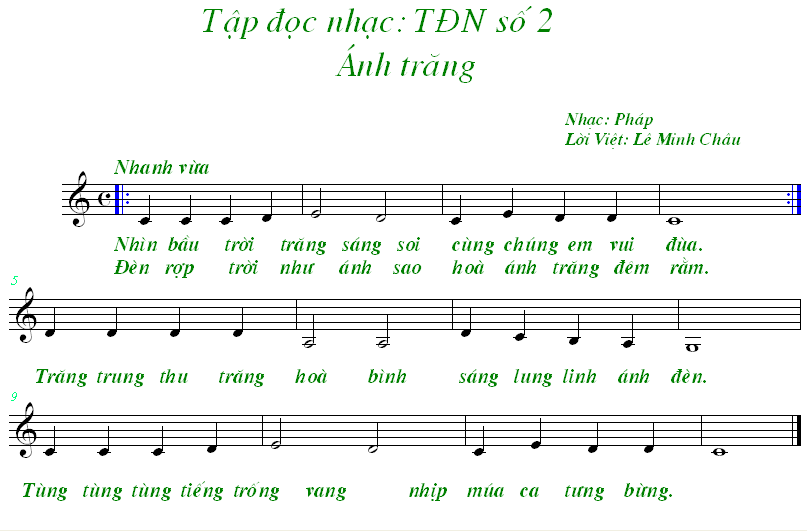 Tập đọc nhạc: TĐN số 2
Ánh trăng
Nhạc: Pháp
Lời Việt: Lê Minh Châu
Nhanh vừa
Nhìn bầu trời trăng sáng soi cùng chúng em vui đùa.
Đèn rợp trời như ánh sao hoà ánh trăng đêm rằm.
5
Trăng trung thu trăng hoà bình sáng lung linh ánh đèn.
9
Tùng tùng tùng tiếng trống vang nhịp múa ca tưng bừng.